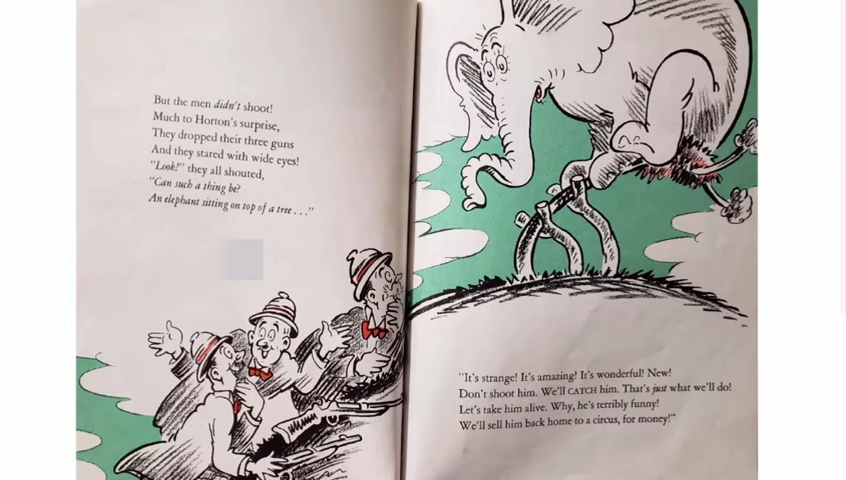 But the men didn't shoot!
Much to Horton's surprise,
They dropped their three guns
And they stared with wide eyes!
"Look!" they all shouted,
"Can such a thing be?
An elephant sitting on top of a tree . . ."
"It's strange! It's amazing! It's wonderful! New!
Don't shoot him. We'll CATCH him. That's just what we'll do!
Let's take him alive. Why, he's terribly funny!
We'll sell him back home to a circus, for money!"